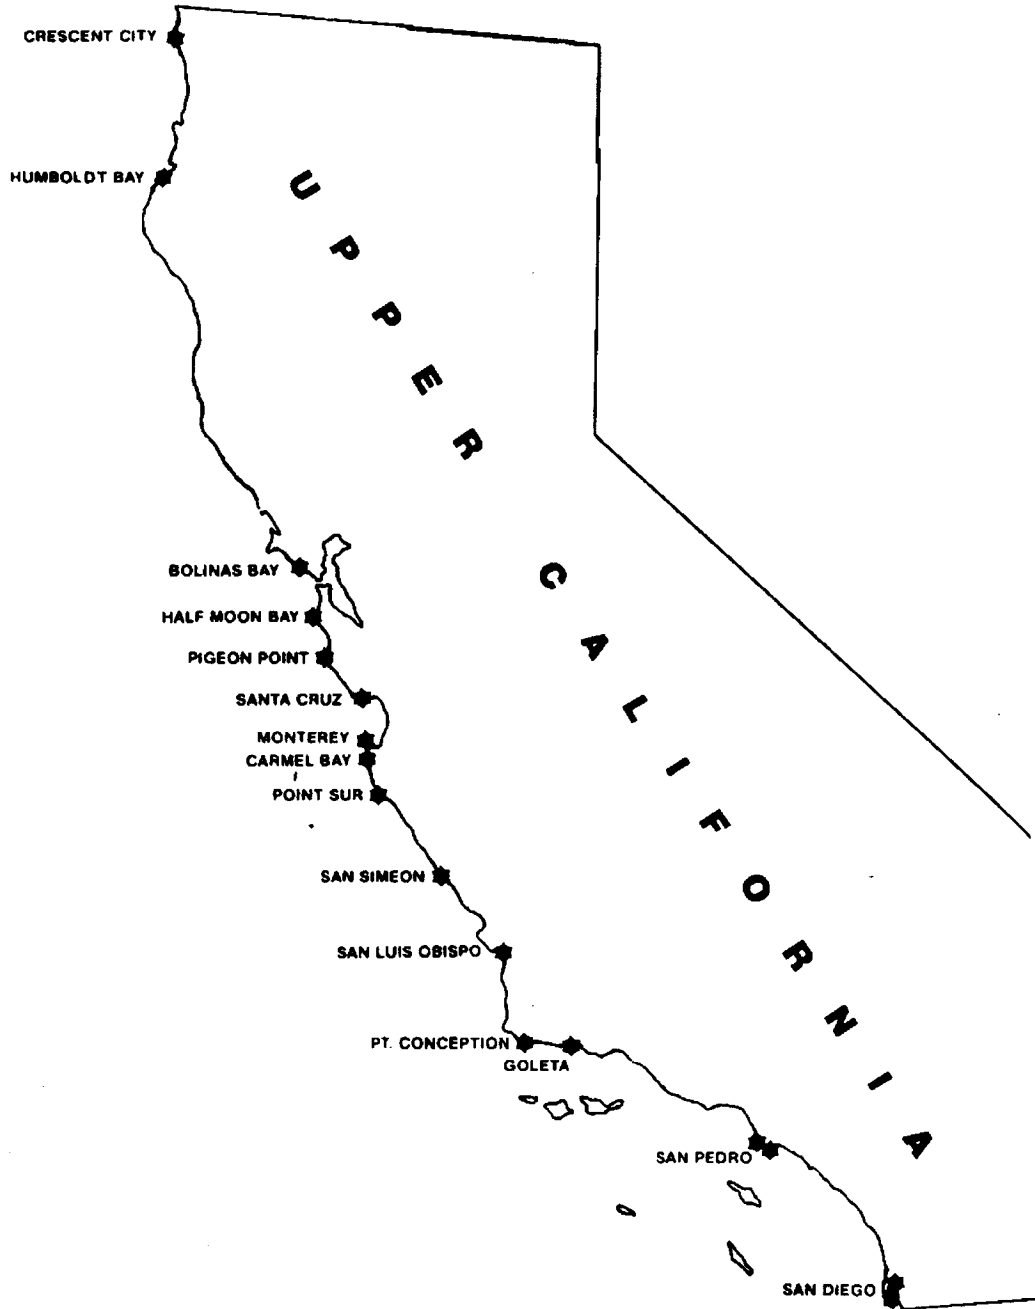 CRESCENT CITY
HUMBOLDT BAY
UPPER CALIFORNIA
BOLINAS BAY
HALF MOON BAY
PIGEON POINT
SANTA CRUZ
MONTEREY
CARMEL BAY
POINT SUR
SAN SIMEON
SAN LUIS OBISPO
PT. CONCEPTION
GOLETA
SAN PEDRO
SAN DIEGO